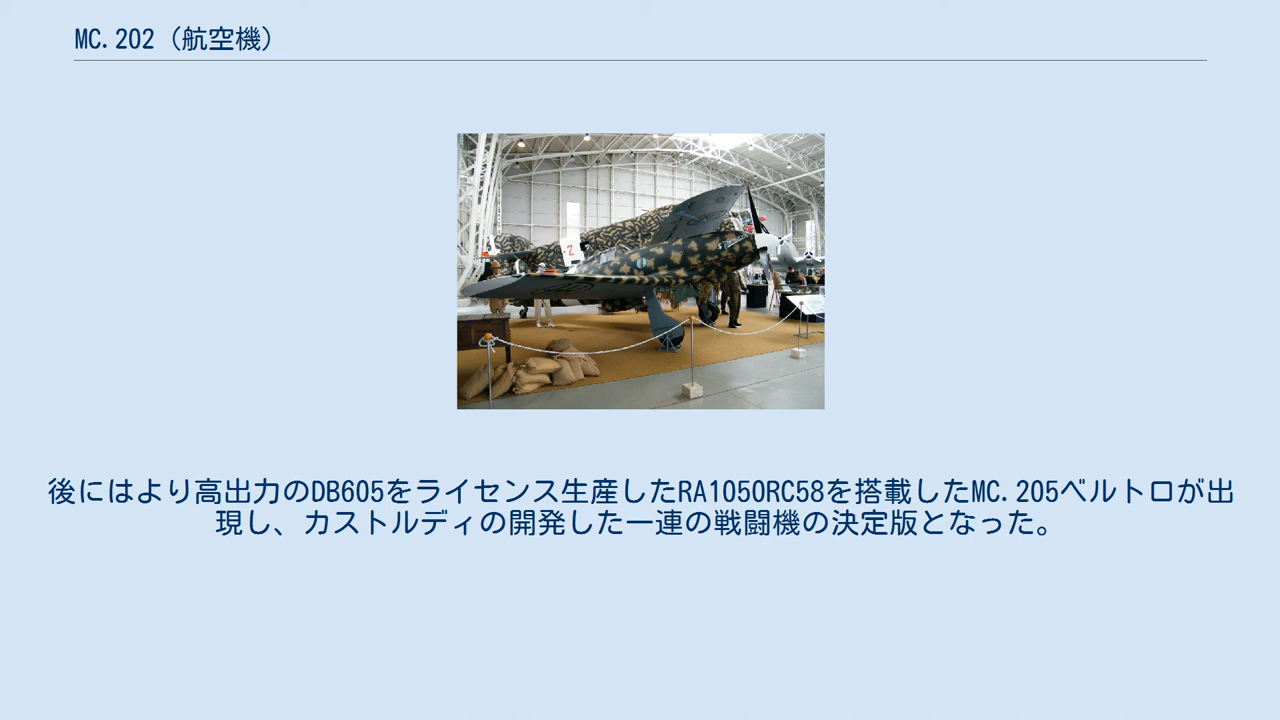 MC.202（航空機）
Z
後にはより高出力のDB605をライセンス生産したRA1050RC58を搭載したMC.205ベルトロが出
現し、カストルディの開発した一連の戦闘機の決定版となった。